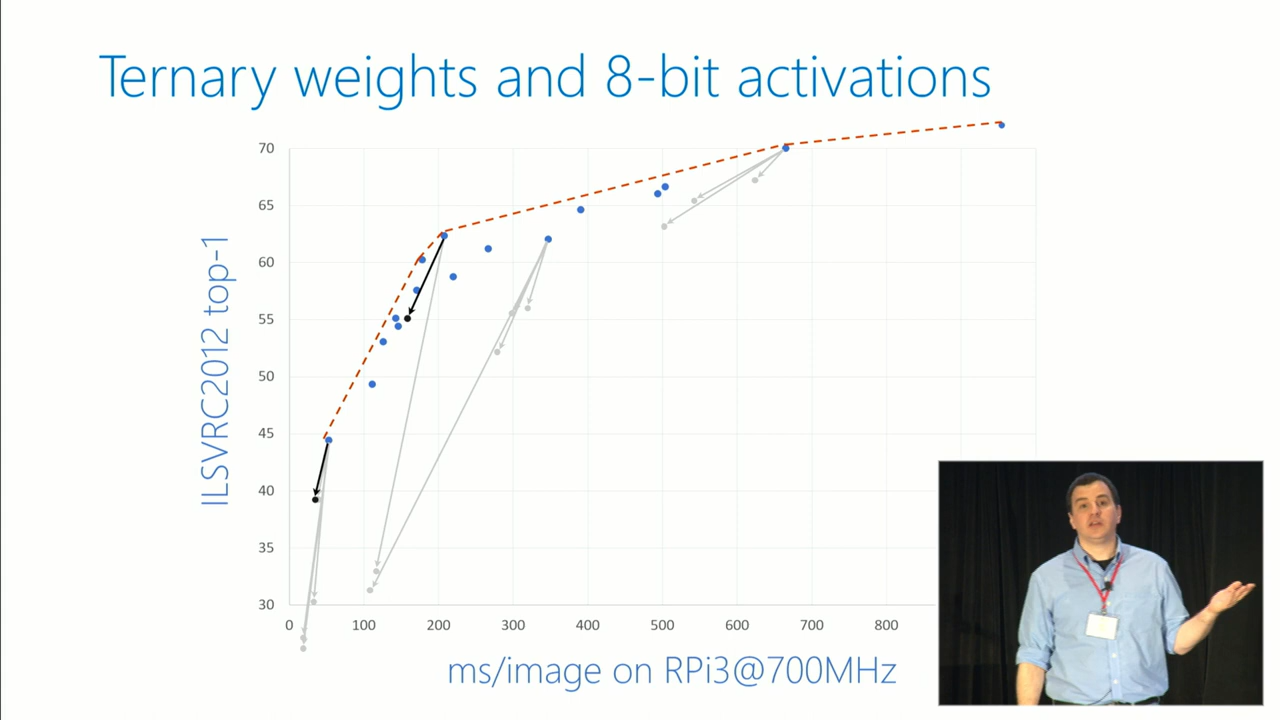 Ternary weights and 8-bit activations
ILSVRC2012 top-1
70
65
60
55
50
45
40
35
30
0 100 200 300 400 500 600 700 800
ms/image on RPi3@700MHz